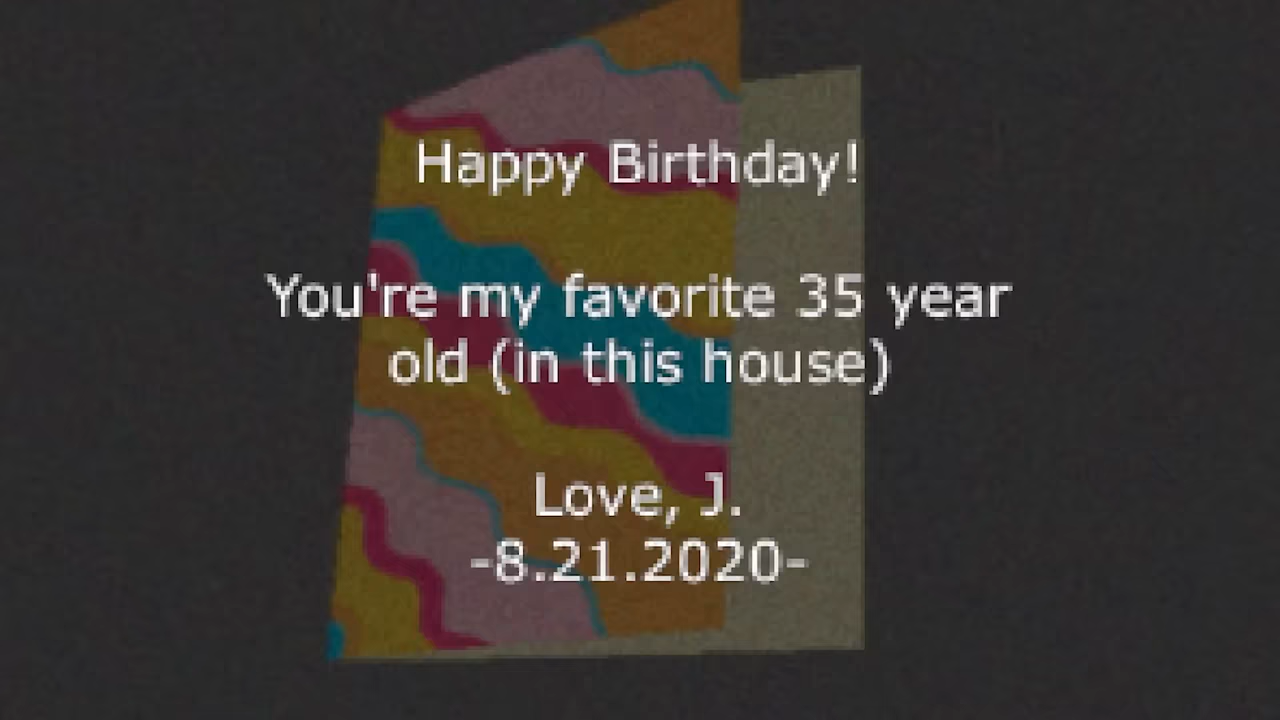 Happy Birthday!
You're my favorite 35 year
old (in this house)
Love, J.
-8.21.2020-